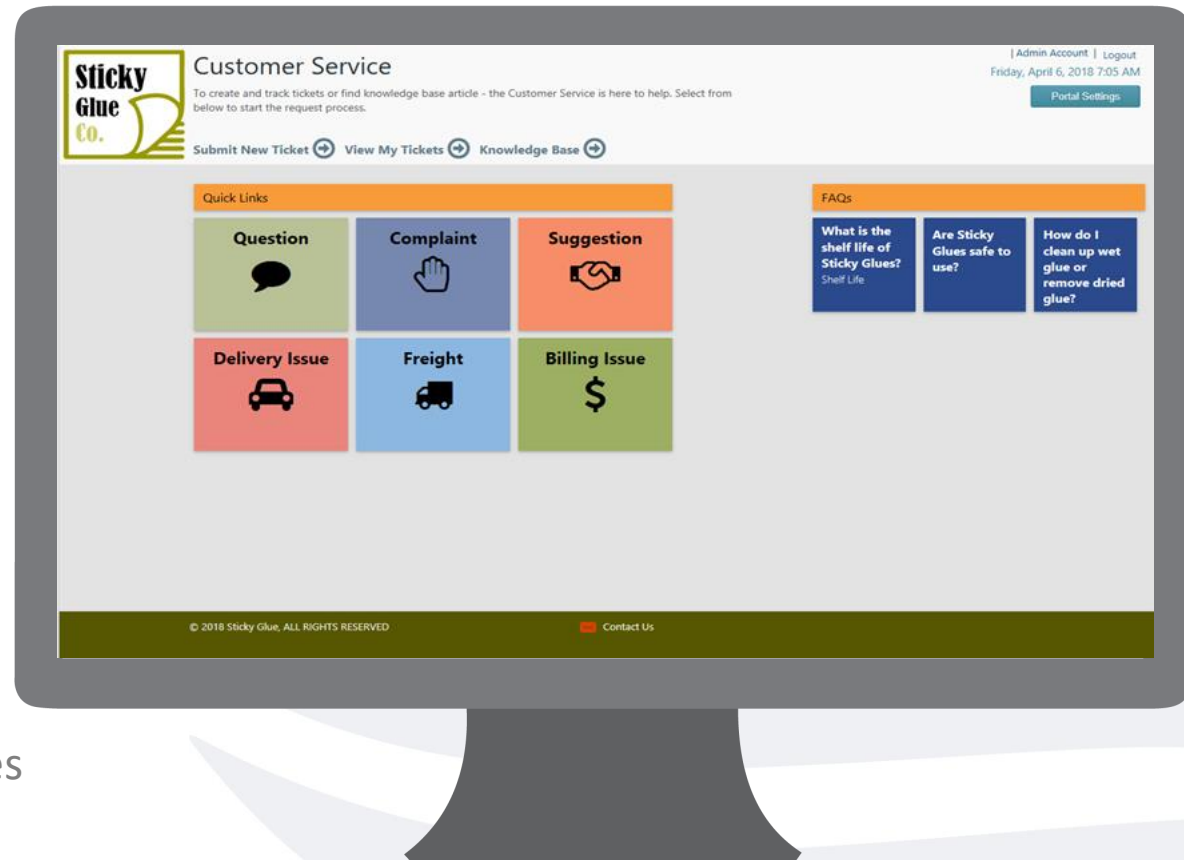 Sticky
Glue
Co.
Customer Service
To create and track tickets or find knowledge base article - the Customer Service is here to help. Select from
below to start the request process.
Submit New Ticket View My Tickets Knowledge Base
| Admin Account | Logout
Friday, April 6, 2018 7:05 AM
Portal Settings
Quick Links
Question
Complaint
Suggestion
Delivery Issue
Freight
Billing Issue
$
FAQs
What is the
shelf life of
Sticky Glues?
Shelf Life
Are Sticky
Glues safe to
use?
How do I
clean up wet
glue or
remove dried
glue?
© 2018 Sticky Glue, ALL RIGHTS RESERVED
Contact Us
es